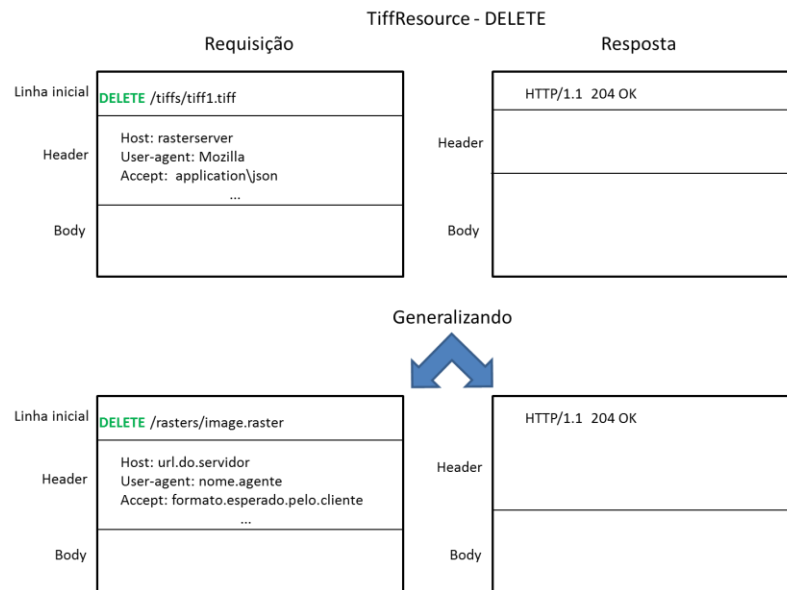 TiffResource - DELETE
Requisição
Resposta
Linha inicial
DELETE /tiffs/tiff1.tiff
HTTP/1.1 204 OK
Header
Host: rasterserver
User-agent: Mozilla
Accept: application\json
...
Header
Body
Body
Generalizando
Linha inicial
DELETE /rasters/image.raster
HTTP/1.1 204 OK
Header
Host: url.do.servidor
User-agent: nome.agente
Accept: formato.esperado.pelo.cliente
...
Header
Body
Body